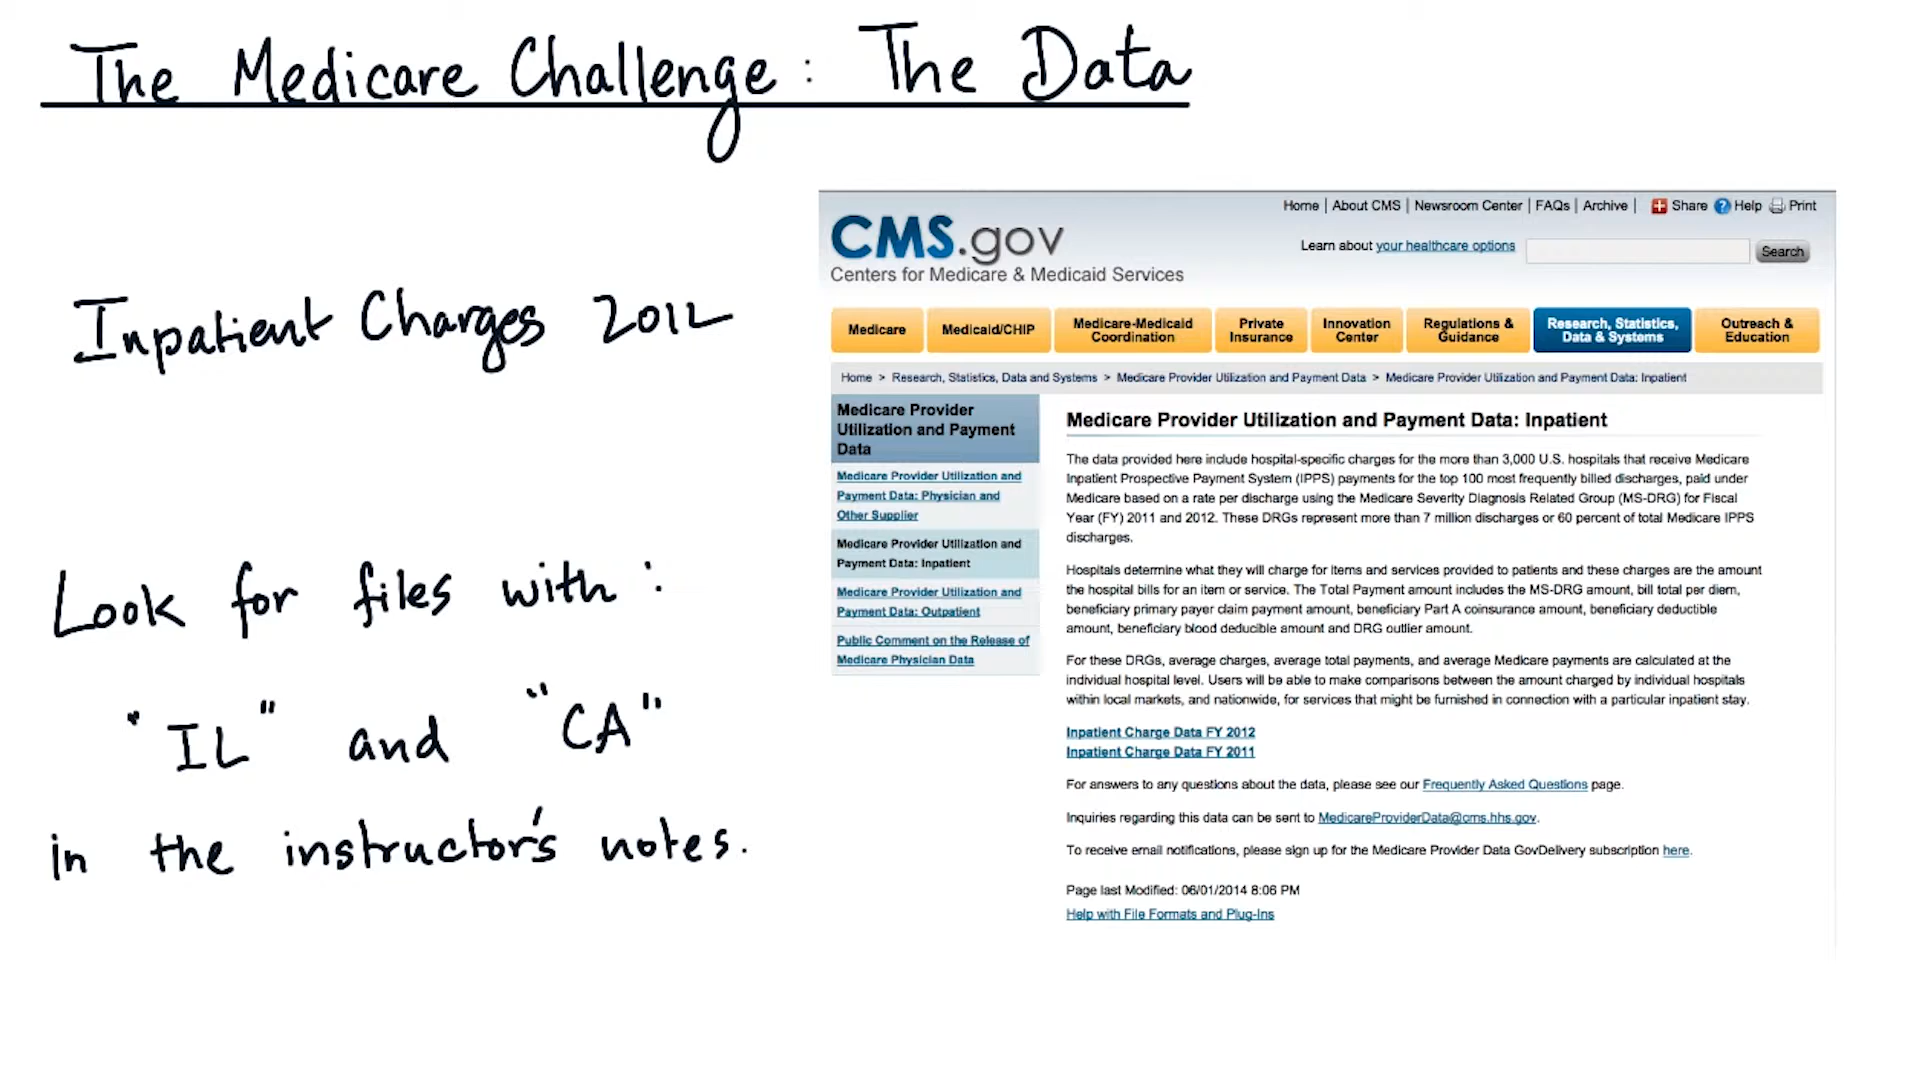 The Medicare Challenge: The Data
Inpatient Charges 2012
Look for files with:
"IL" and "CA"
in the instructor's notes.
Home | About CMS | Newsroom Center | FAQs | Archive | Share Help Print
CMS.gov
Learn about your healthcare options Search
Centers for Medicare & Medicaid Services
Medicare
Medicaid/CHIP
Medicare-Medicaid
Coordination
Private
Insurance
Innovation
Center
Regulations &
Guidance
Research, Statistics,
Data & Systems
Outreach &
Education
Home > Research, Statistics, Data and Systems > Medicare Provider Utilization and Payment Data > Medicare Provider Utilization and Payment Data: Inpatient
Medicare Provider
Utilization and Payment
Data
Medicare Provider Utilization and
Payment Data: Physician and
Other Supplier
Medicare Provider Utilization and
Payment Data: Inpatient
Medicare Provider Utilization and
Payment Data: Outpatient
Public Comment on the Release of
Medicare Physician Data
Medicare Provider Utilization and Payment Data: Inpatient
The data provided here include hospital-specific charges for the more than 3,000 U.S. hospitals that receive Medicare
Inpatient Prospective Payment System (IPPS) payments for the top 100 most frequently billed discharges, paid under
Medicare based on a rate per discharge using the Medicare Severity Diagnosis Related Group (MS-DRG) for Fiscal
Year (FY) 2011 and 2012. These DRGs represent more than 7 million discharges or 60 percent of total Medicare IPPS
discharges.
Hospitals determine what they will charge for items and services provided to patients and these charges are the amount
the hospital bills for an item or service. The Total Payment amount includes the MS-DRG amount, bill total per diem,
beneficiary primary payer claim payment amount, beneficiary Part A coinsurance amount, beneficiary deductible
amount, beneficiary blood deducible amount and DRG outlier amount.
For these DRGs, average charges, average total payments, and average Medicare payments are calculated at the
individual hospital level. Users will be able to make comparisons between the amount charged by individual hospitals
within local markets, and nationwide, for services that might be furnished in connection with a particular inpatient stay.
Inpatient Charge Data FY 2012
Inpatient Charge Data FY 2011
For answers to any questions about the data, please see our Frequently Asked Questions page.
Inquiries regarding this data can be sent to MedicareProviderData@cms.hhs.gov.
To receive email notifications, please sign up for the Medicare Provider Data GovDelivery subscription here.
Page last Modified: 06/01/2014 8:06 PM
Help with File Formats and Plug-Ins